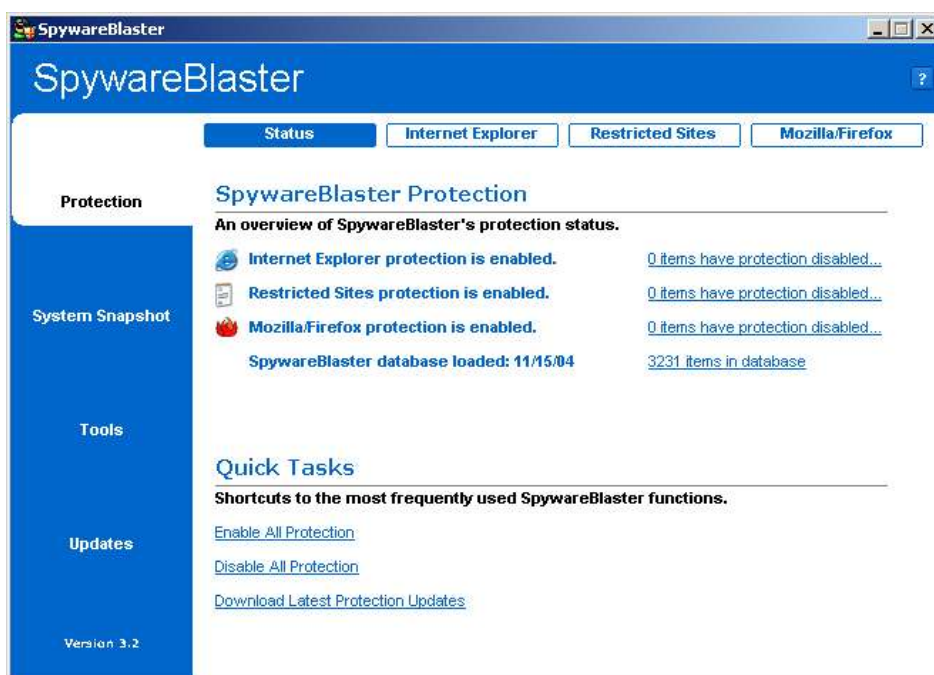 SpywareBlaster
SpywareBlaster
?
Status Internet Explorer Restricted Sites Mozilla/Firefox
Protection
System Snapshot
Tools
Updates
Version 3.2
SpywareBlaster Protection
An overview of SpywareBlaster's protection status.
Internet Explorer protection is enabled. 0 items have protection disabled...
Restricted Sites protection is enabled. 0 items have protection disabled...
Mozilla/Firefox protection is enabled. 0 items have protection disabled...
SpywareBlaster database loaded: 11/15/04 3231 items in database
Quick Tasks
Shortcuts to the most frequently used SpywareBlaster functions.
Enable All Protection
Disable All Protection
Download Latest Protection Updates